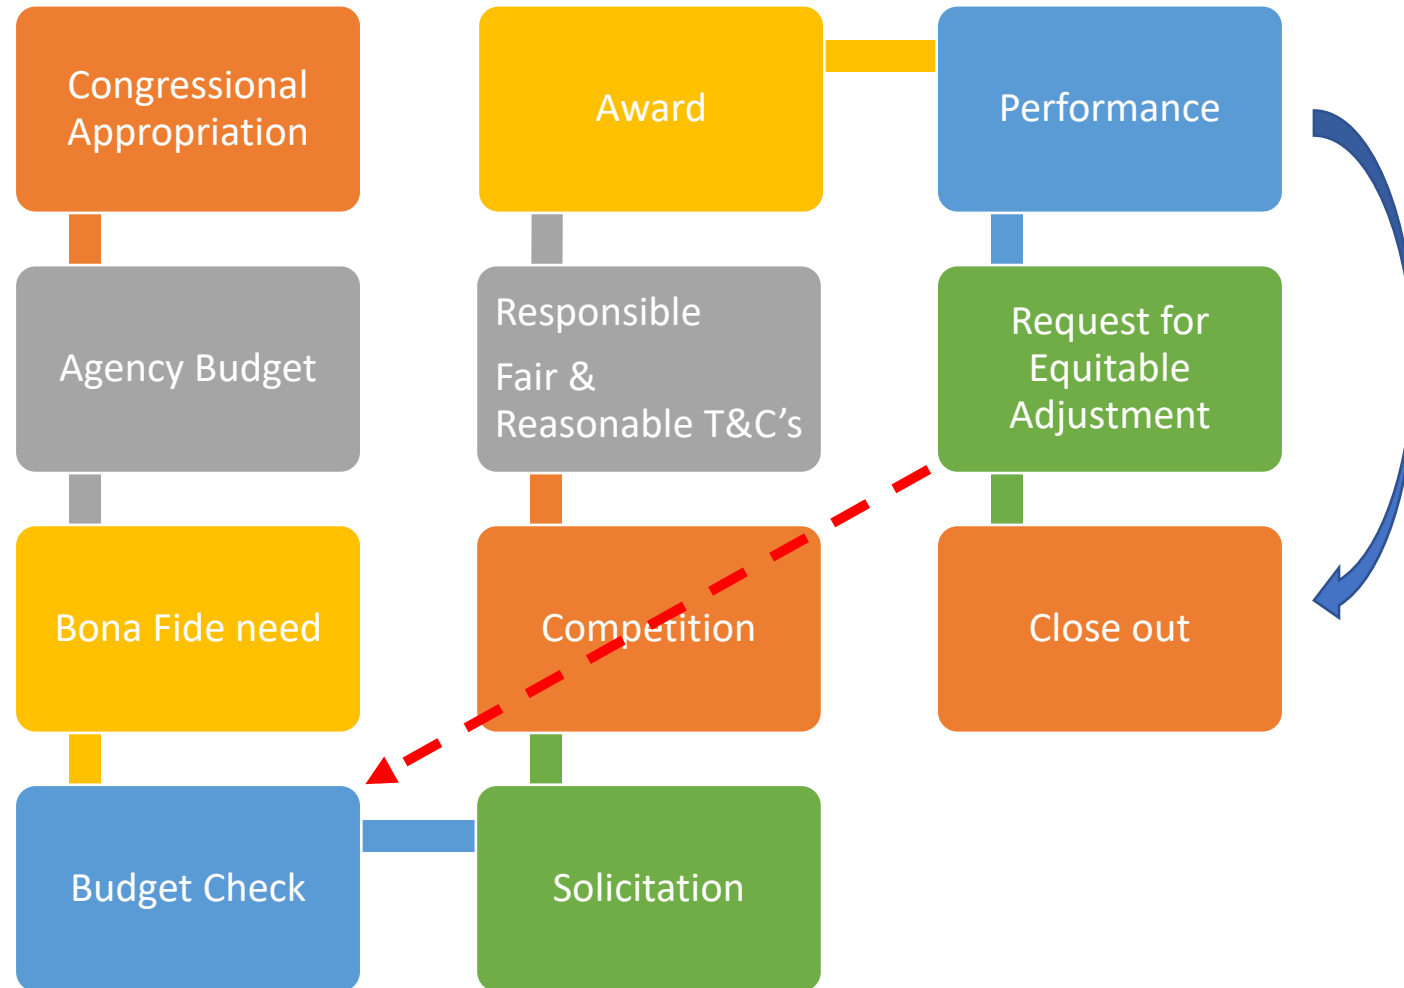 Congressional
Appropriation
Agency Budget
Bona Fide need
Budget Check
Solicitation
Competition
Responsible
Fair &
Reasonable T&C’s
Award
Performance
Request for
Equitable
Adjustment
Close out